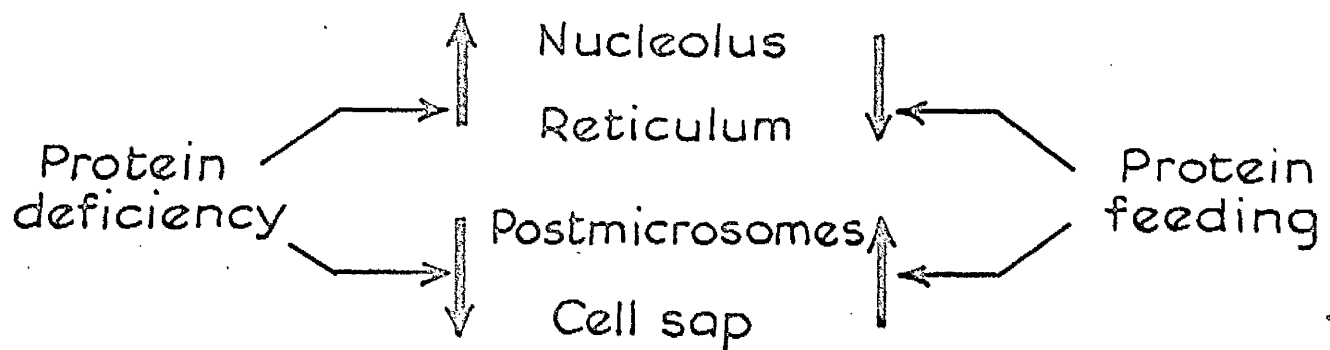 Nucleolus
Reticulum
Protein
deficiency
Protein
feeding
Postmicrosomes
Cell sap